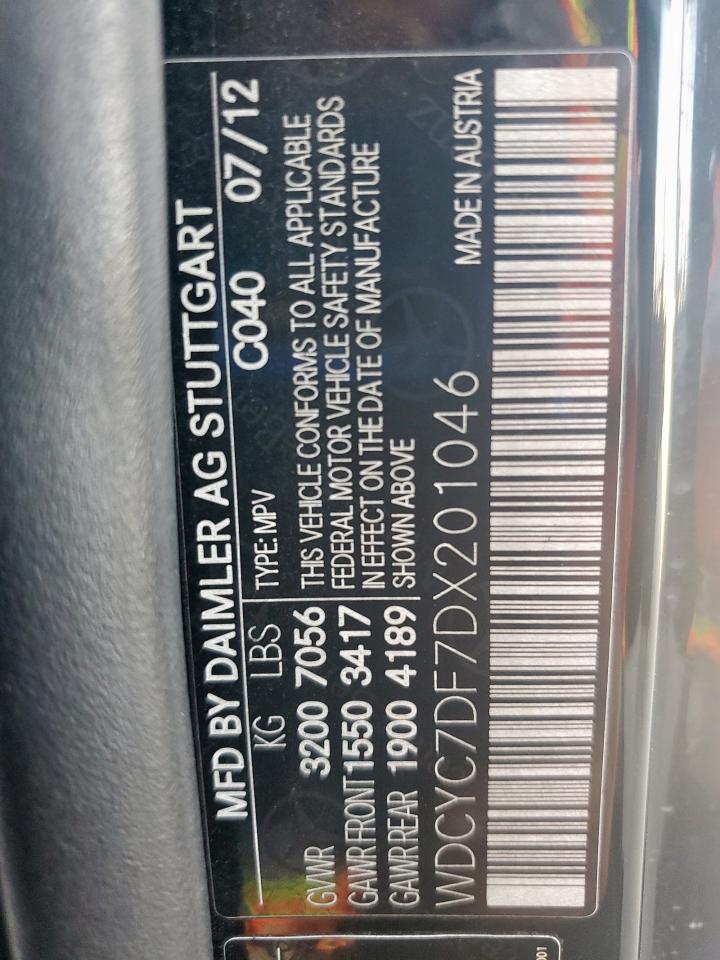 MFD BY DAIMLER AG STUTTGART
KG LBS TYPE: MPV C040 07/12
GVWR 3200 7056 THIS VEHICLE CONFORMS TO ALL APPLICABLE
GAWR FRONT 1550 3417 FEDERAL MOTOR VEHICLE SAFETY STANDARDS
GAWR REAR 1900 4189 IN EFFECT ON THE DATE OF MANUFACTURE
SHOWN ABOVE
WDCYC7DF7DX201046 MADE IN AUSTRIA
001